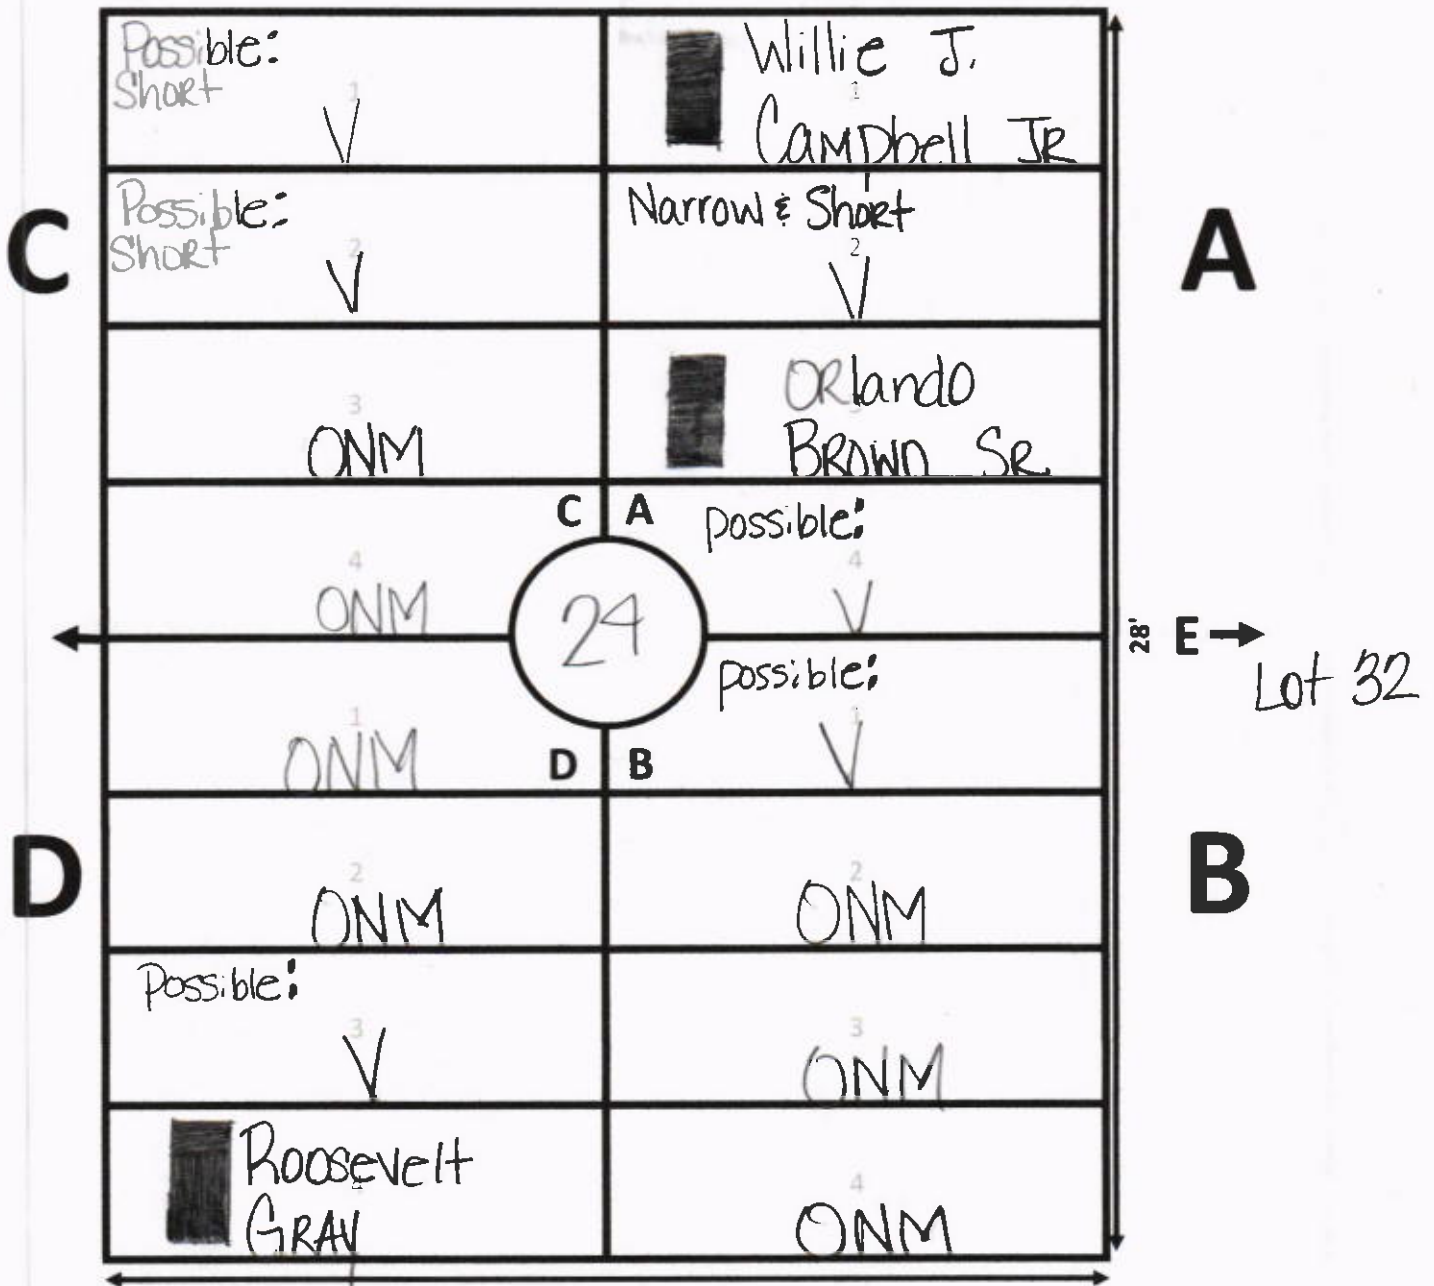 Possible:
Short
1
V
Willie J.
1
Campbell JR
C
Possible:
Short
2
V
Narrow & Short
2
V
A
3
ONM
ORlando
BROWN SR
C A
4
ONM
possible:
4
V
24
28'
E
Lot 32
1
ONM
possible:
1
V
D B
D
2
ONM
2
ONM
B
Possible:
3
V
3
ONM
Roosevelt
4
GRAY
4
ONM